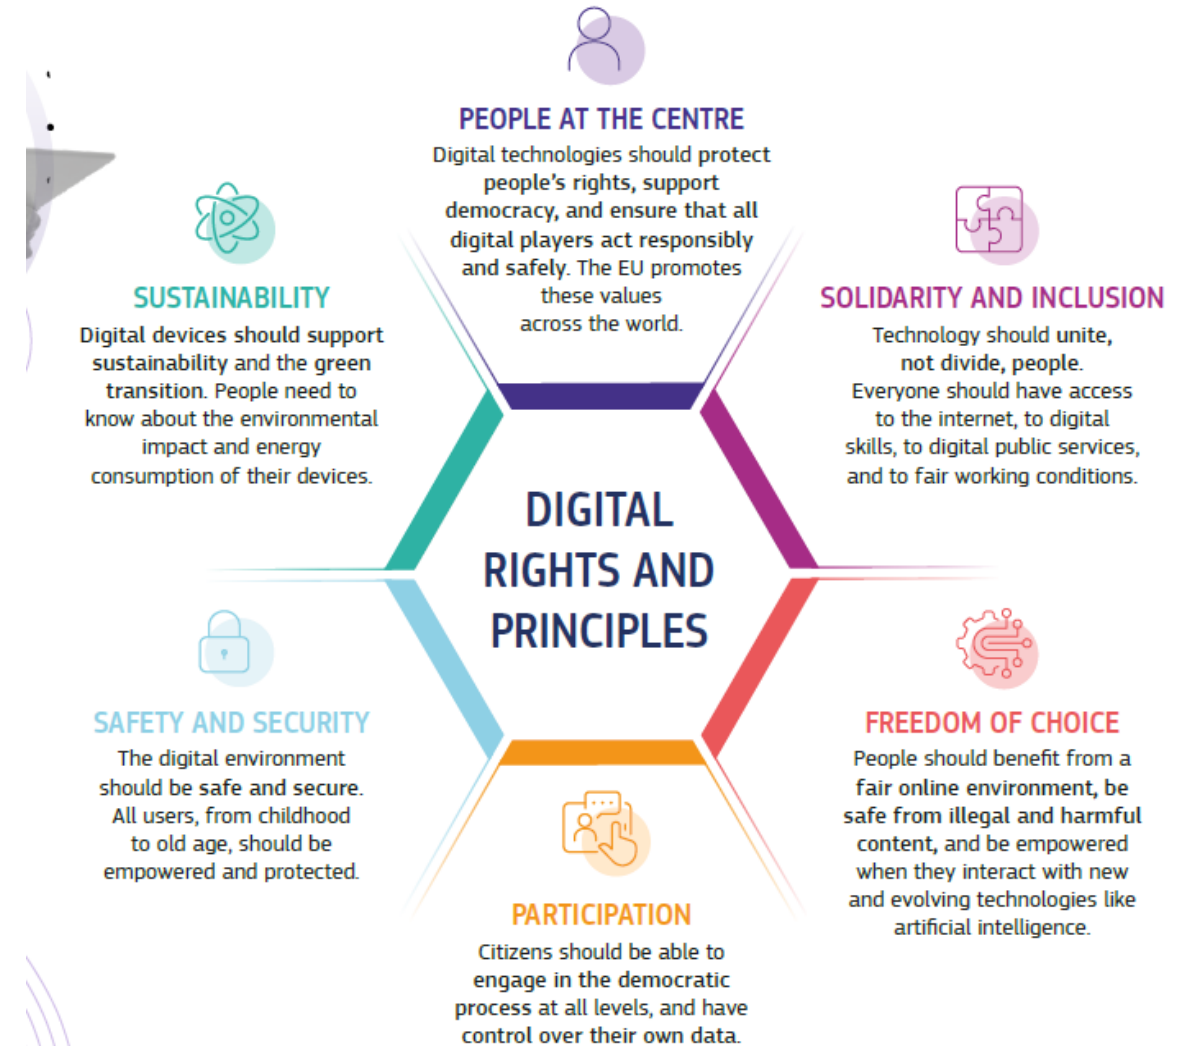 PEOPLE AT THE CENTRE
Digital technologies should protect
people's rights, support
democracy, and ensure that all
digital players act responsibly
and safely. The EU promotes
these values
across the world.
SUSTAINABILITY
Digital devices should support
sustainability and the green
transition. People need to
know about the environmental
impact and energy
consumption of their devices.
SOLIDARITY AND INCLUSION
Technology should unite,
not divide, people.
Everyone should have access
to the internet, to digital
skills, to digital public services,
and to fair working conditions.
DIGITAL
RIGHTS AND
PRINCIPLES
SAFETY AND SECURITY
The digital environment
should be safe and secure.
All users, from childhood
to old age, should be
empowered and protected.
FREEDOM OF CHOICE
People should benefit from a
fair online environment, be
safe from illegal and harmful
content, and be empowered
when they interact with new
and evolving technologies like
artificial intelligence.
PARTICIPATION
Citizens should be able to
engage in the democratic
process at all levels, and have
control over their own data.